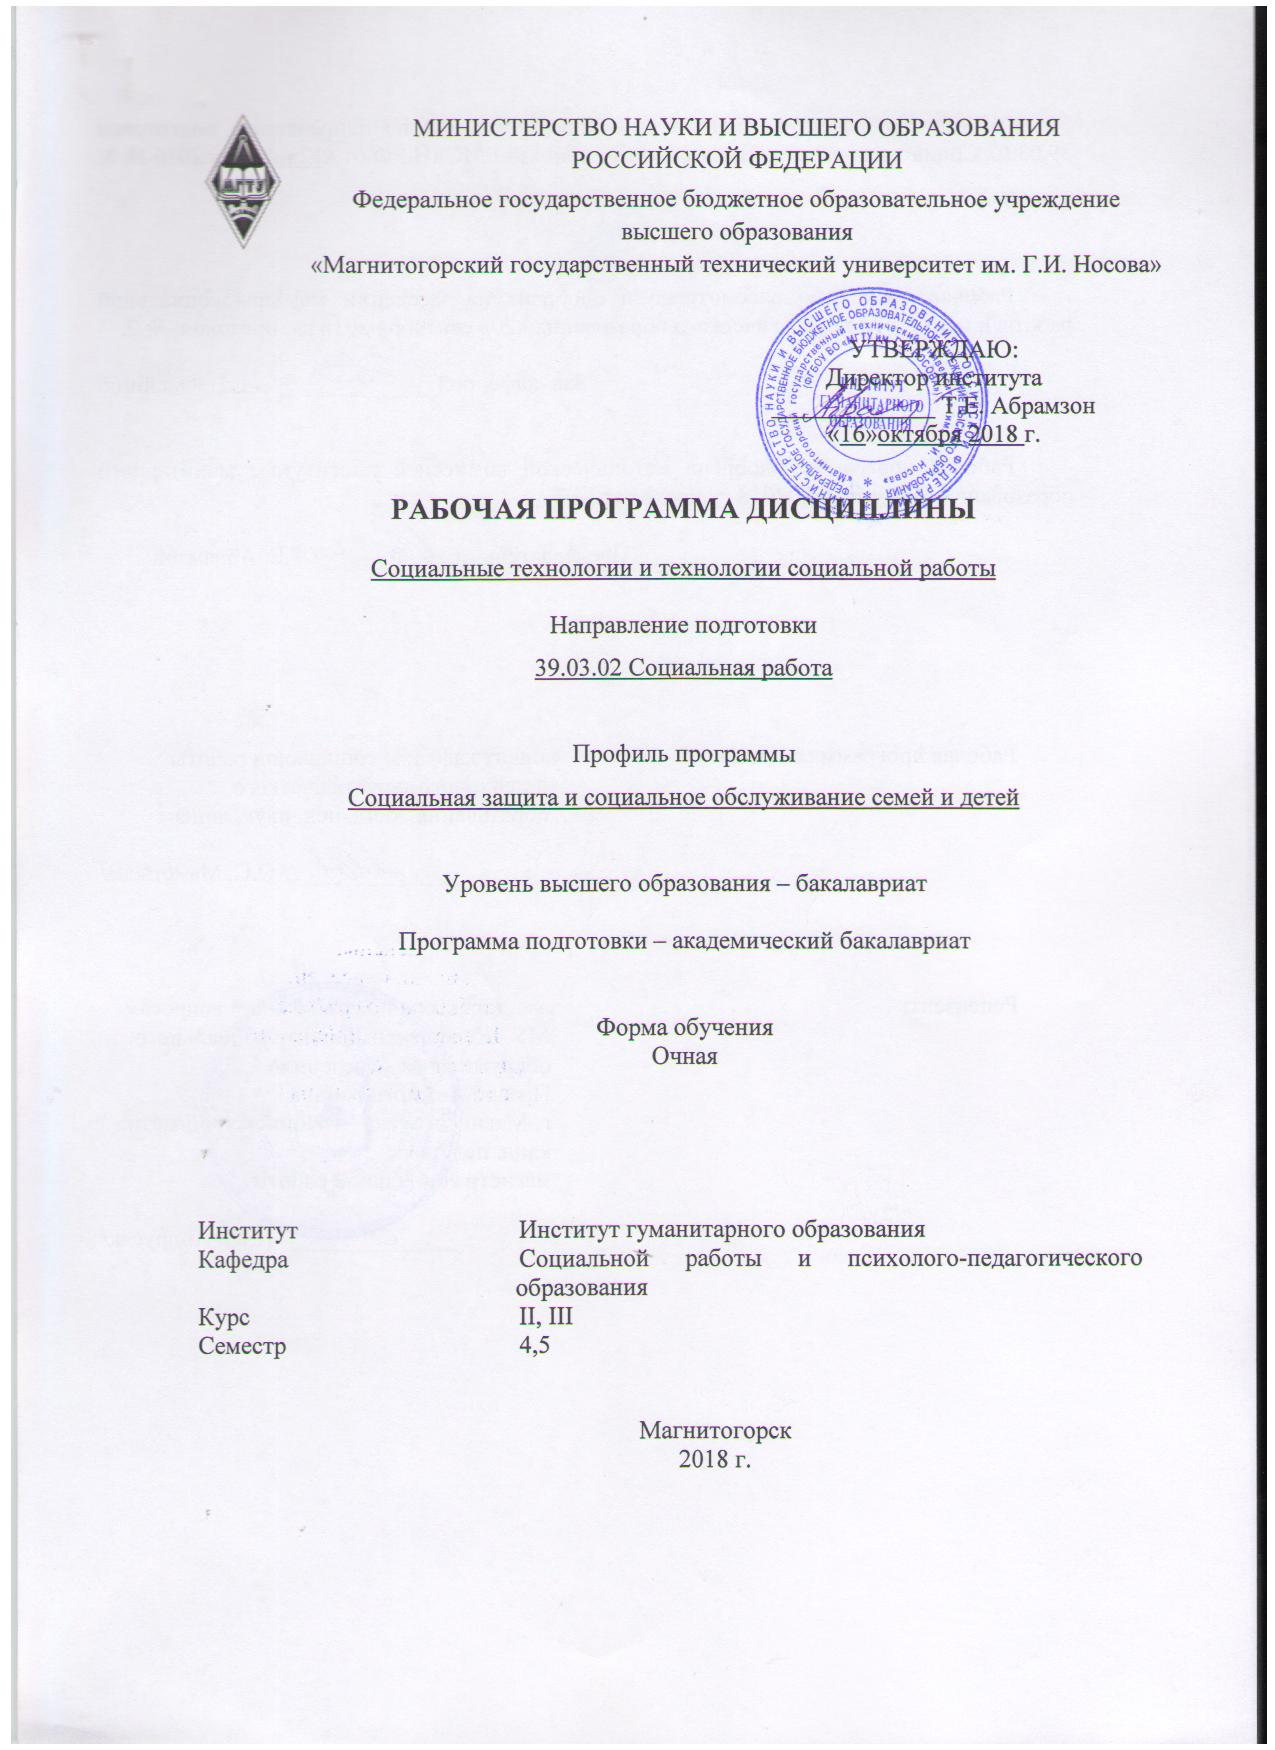 МИНИСТЕРСТВО НАУКИ И ВЫСШЕГО ОБРАЗОВАНИЯ
РОССИЙСКОЙ ФЕДЕРАЦИИ
Федеральное государственное бюджетное образовательное учреждение
высшего образования
«Магнитогорский государственный технический университет им. Г.И. Носова»
МГТУ
УТВЕРЖДАЮ:
Директор института
Т.Е. Абрамзон
«16» октября 2018 г.
ИНСТИТУТ
ГУМАНИТАРНОГО
ОБРАЗОВАНИЯ
РАБОЧАЯ ПРОГРАММА ДИСЦИПЛИНЫ
Социальные технологии и технологии социальной работы
Направление подготовки
39.03.02 Социальная работа
Профиль программы
Социальная защита и социальное обслуживание семей и детей
Уровень высшего образования – бакалавриат
Программа подготовки – академический бакалавриат
Форма обучения
Очная
Институт Институт гуманитарного образования
Кафедра Социальной работы и психолого-педагогического
образования
Курс II, III
Семестр 4,5
Магнитогорск
2018 г.